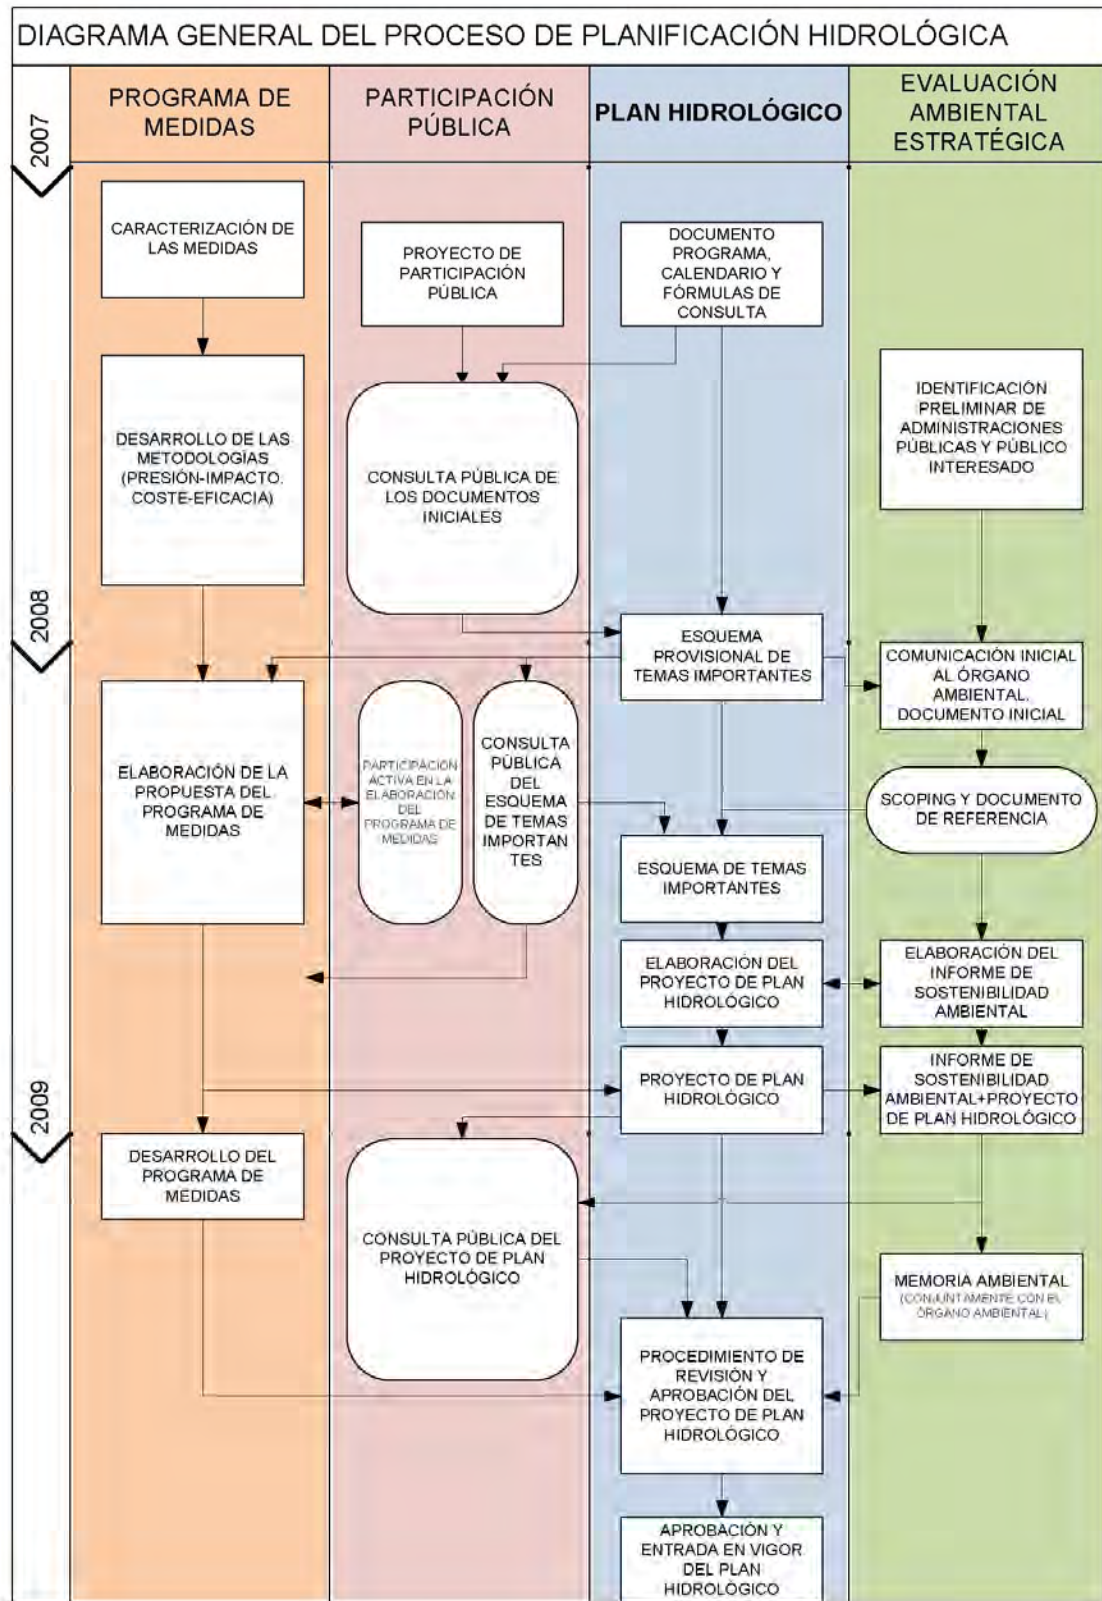 DIAGRAMA GENERAL DEL PROCESO DE PLANIFICACIÓN HIDROLÓGICA
PROGRAMA DE
MEDIDAS
PARTICIPACIÓN
PÚBLICA
PLAN HIDROLÓGICO
EVALUACIÓN
AMBIENTAL
ESTRATÉGICA
2007
CARACTERIZACIÓN DE
LAS MEDIDAS
PROYECTO DE
PARTICIPACIÓN
PÚBLICA
DOCUMENTO
PROGRAMA,
CALENDARIO Y
FÓRMULAS DE
CONSULTA
DESARROLLO DE LAS
METODOLOGÍAS
(PRESIÓN-IMPACTO.
COSTE-EFICACIA)
CONSULTA PÚBLICA DE
LOS DOCUMENTOS
INICIALES
IDENTIFICACIÓN
PRELIMINAR DE
ADMINISTRACIONES
PÚBLICAS Y PÚBLICO
INTERESADO
2008
ESQUEMA
PROVISIONAL DE
TEMAS IMPORTANTES
COMUNICACIÓN INICIAL
AL ÓRGANO
AMBIENTAL.
DOCUMENTO INICIAL
ELABORACIÓN DE LA
PROPUESTA DEL
PROGRAMA DE
MEDIDAS
PARTICIPACIÓN
ACTIVA EN LA
ELABORACIÓN
DEL
PROGRAMA DE
MEDIDAS
CONSULTA
PÚBLICA
DEL
ESQUEMA
DE TEMAS
IMPORTAN
TES
SCOPING Y DOCUMENTO
DE REFERENCIA
ESQUEMA DE TEMAS
IMPORTANTES
ELABORACIÓN DEL
PROYECTO DE PLAN
HIDROLÓGICO
ELABORACIÓN DEL
INFORME DE
SOSTENIBILIDAD
AMBIENTAL
PROYECTO DE PLAN
HIDROLÓGICO
INFORME DE
SOSTENIBILIDAD
AMBIENTAL+PROYECTO
DE PLAN HIDROLÓGICO
2009
DESARROLLO DEL
PROGRAMA DE
MEDIDAS
CONSULTA PÚBLICA DEL
PROYECTO DE PLAN
HIDROLÓGICO
MEMORIA AMBIENTAL
(CONJUNTAMENTE CON EL
ÓRGANO AMBIENTAL)
PROCEDIMIENTO DE
REVISIÓN Y
APROBACIÓN DEL
PROYECTO DE PLAN
HIDROLÓGICO
APROBACIÓN Y
ENTRADA EN VIGOR
DEL PLAN
HIDROLÓGICO